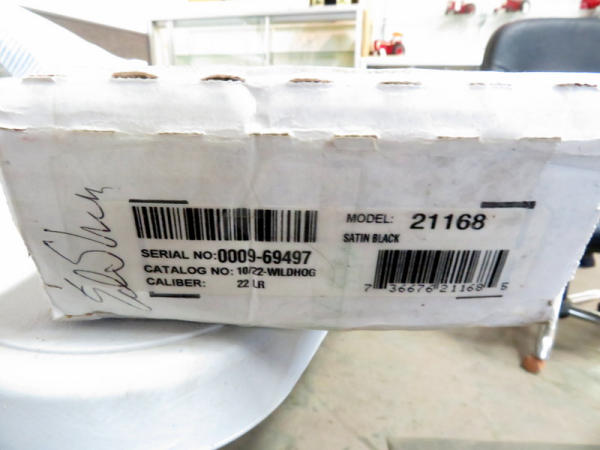 SERIAL NO: 0009-69497
CATALOG NO: 10/22-WILDHOG
CALIBER: 22 LR
MODEL: 21168
SATIN BLACK
7 36676 21168 5